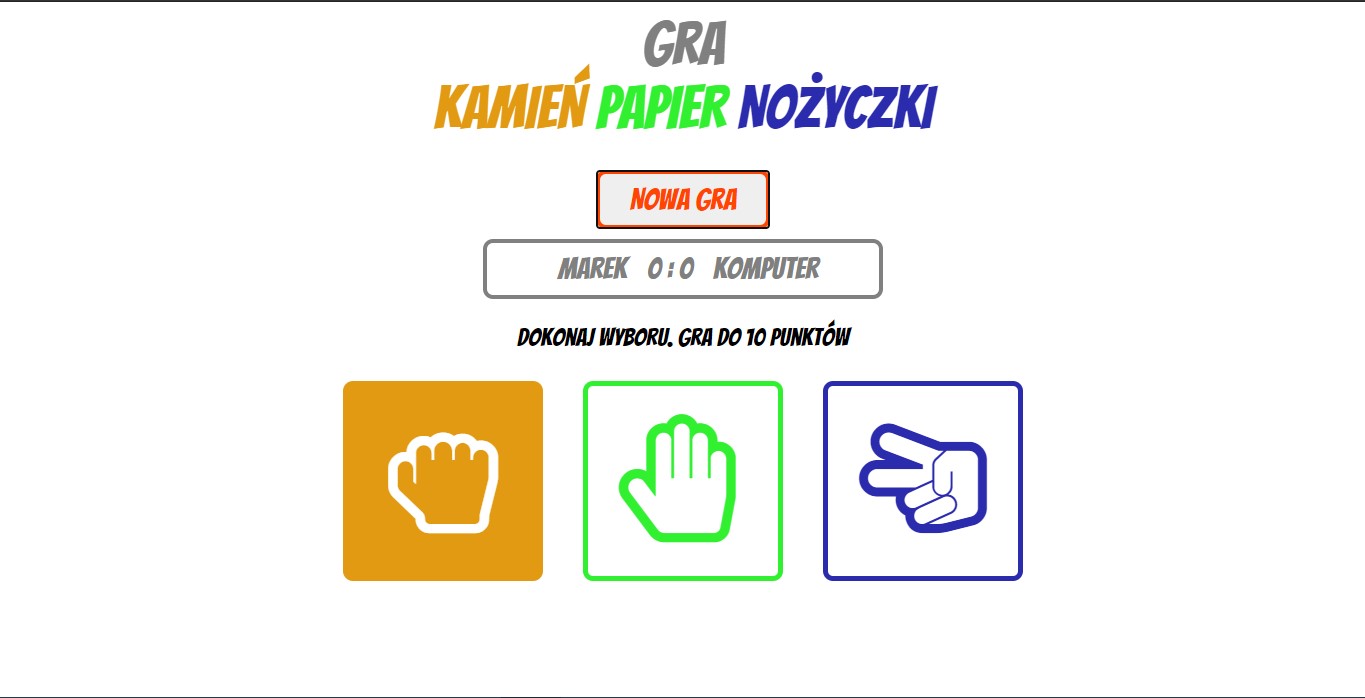 GRA
KAMIEŃ PAPIER NOŻYCZKI
NOWA GRA
MAREK 0 : 0 KOMPUTER
DOKONAJ WYBORU. GRA DO 10 PUNKTÓW